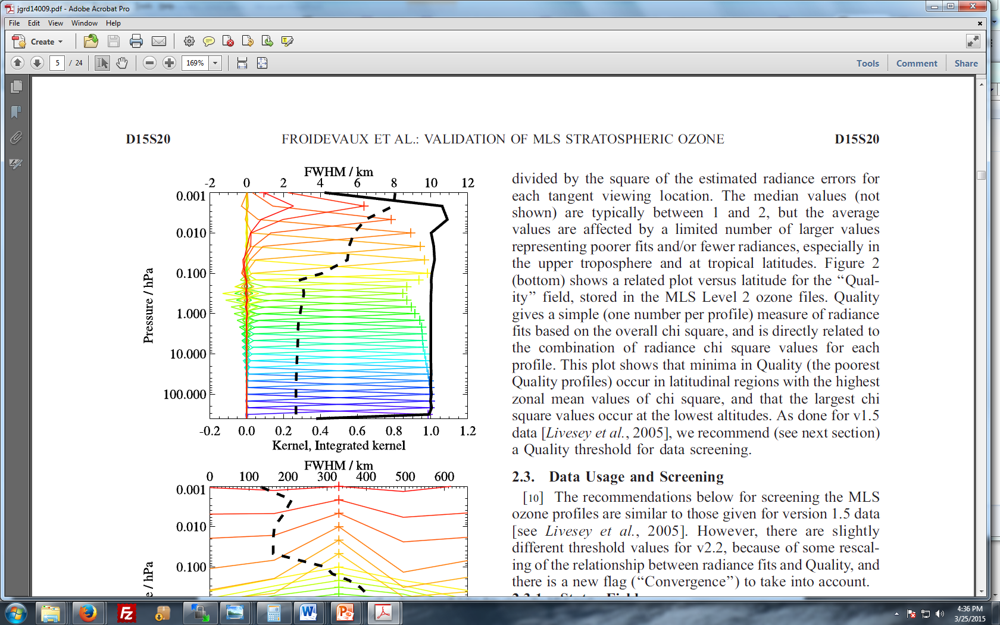 jgrd14009.pdf - Adobe Acrobat Pro
File Edit View Window Help
Create
5 / 24 169% Tools Comment Share
D15S20 FROIDEVAUX ET AL.: VALIDATION OF MLS STRATOSPHERIC OZONE D15S20
FWHM / km
-2 0 2 4 6 8 10 12
0.001
0.010
0.100
1.000
10.000
100.000
Pressure / hPa
-0.2 0.0 0.2 0.4 0.6 0.8 1.0 1.2
Kernel, Integrated kernel
FWHM / km
0 100 200 300 400 500 600
0.001
0.010
0.100
e / hPa
divided by the square of the estimated radiance errors for
each tangent viewing location. The median values (not
shown) are typically between 1 and 2, but the average
values are affected by a limited number of larger values
representing poorer fits and/or fewer radiances, especially in
the upper troposphere and at tropical latitudes. Figure 2
(bottom) shows a related plot versus latitude for the “Qual-
ity” field, stored in the MLS Level 2 ozone files. Quality
gives a simple (one number per profile) measure of radiance
fits based on the overall chi square, and is directly related to
the combination of radiance chi square values for each
profile. This plot shows that minima in Quality (the poorest
Quality profiles) occur in latitudinal regions with the highest
zonal mean values of chi square, and that the largest chi
square values occur at the lowest altitudes. As done for v1.5
data [Livesey et al., 2005], we recommend (see next section)
a Quality threshold for data screening.
2.3. Data Usage and Screening
[10] The recommendations below for screening the MLS
ozone profiles are similar to those given for version 1.5 data
[see Livesey et al., 2005]. However, there are slightly
different threshold values for v2.2, because of some rescal-
ing of the relationship between radiance fits and Quality, and
there is a new flag (“Convergence”) to take into account.
4:36 PM
3/25/2015